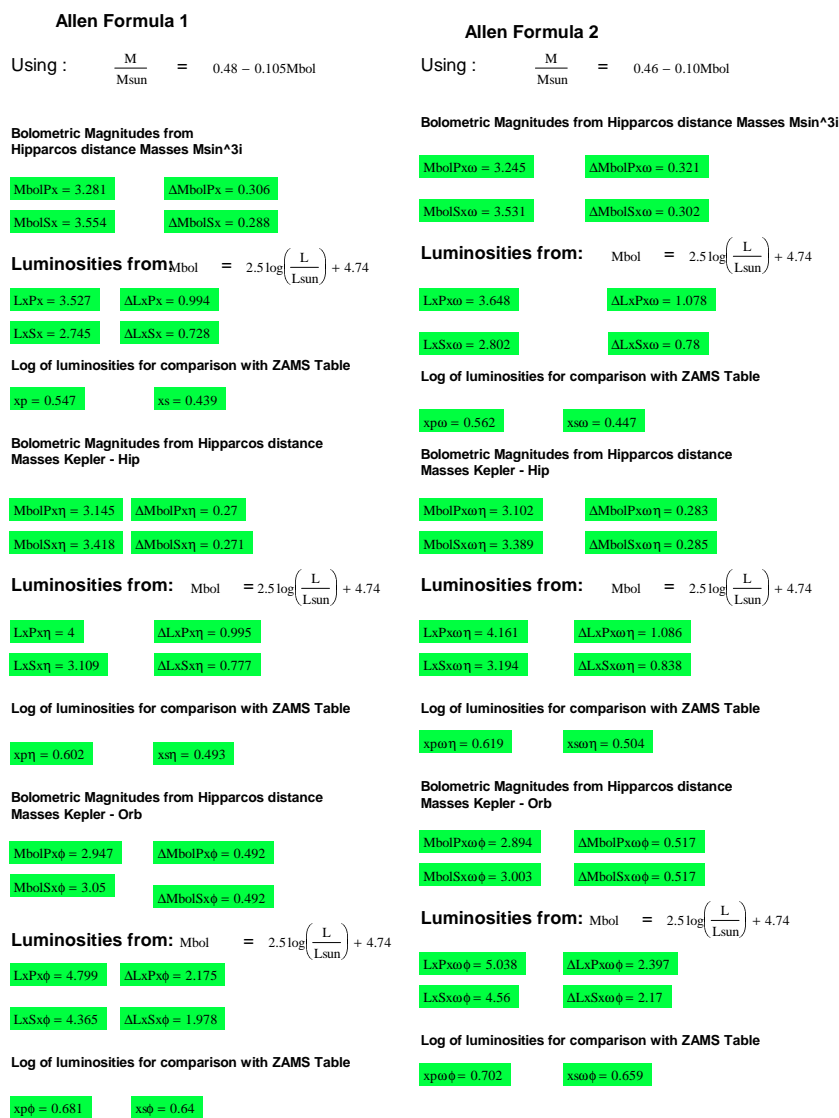 Allen Formula 1
Using : M/Msun = 0.48 − 0.105Mbol
Bolometric Magnitudes from
Hipparcos distance Masses Msin^3i
MbolPx = 3.281 ΔMbolPx = 0.306
MbolSx = 3.554 ΔMbolSx = 0.288
Luminosities from: Mbol = 2.5 log(L/Lsun) + 4.74
LxPx = 3.527 ΔLxPx = 0.994
LxSx = 2.745 ΔLxSx = 0.728
Log of luminosities for comparison with ZAMS Table
xp = 0.547 xs = 0.439
Bolometric Magnitudes from Hipparcos distance
Masses Kepler - Hip
MbolPxη = 3.145 ΔMbolPxη = 0.27
MbolSxη = 3.418 ΔMbolSxη = 0.271
Luminosities from: Mbol = 2.5 log(L/Lsun) + 4.74
LxPxη = 4 ΔLxPxη = 0.995
LxSxη = 3.109 ΔLxSxη = 0.777
Log of luminosities for comparison with ZAMS Table
xpη = 0.602 xsη = 0.493
Bolometric Magnitudes from Hipparcos distance
Masses Kepler - Orb
MbolPxϕ = 2.947 ΔMbolPxϕ = 0.492
MbolSxϕ = 3.05 ΔMbolSxϕ = 0.492
Luminosities from: Mbol = 2.5 log(L/Lsun) + 4.74
LxPxϕ = 4.799 ΔLxPxϕ = 2.175
LxSxϕ = 4.365 ΔLxSxϕ = 1.978
Log of luminosities for comparison with ZAMS Table
xpϕ = 0.681 xsϕ = 0.64
Allen Formula 2
Using : M/Msun = 0.46 − 0.10Mbol
Bolometric Magnitudes from Hipparcos distance Masses Msin^3i
MbolPxω = 3.245 ΔMbolPxω = 0.321
MbolSxω = 3.531 ΔMbolSxω = 0.302
Luminosities from: Mbol = 2.5 log(L/Lsun) + 4.74
LxPxω = 3.648 ΔLxPxω = 1.078
LxSxω = 2.802 ΔLxSxω = 0.78
Log of luminosities for comparison with ZAMS Table
xpω = 0.562 xsω = 0.447
Bolometric Magnitudes from Hipparcos distance
Masses Kepler - Hip
MbolPxωη = 3.102 ΔMbolPxωη = 0.283
MbolSxωη = 3.389 ΔMbolSxωη = 0.285
Luminosities from: Mbol = 2.5 log(L/Lsun) + 4.74
LxPxωη = 4.161 ΔLxPxωη = 1.086
LxSxωη = 3.194 ΔLxSxωη = 0.838
Log of luminosities for comparison with ZAMS Table
xpωη = 0.619 xsωη = 0.504
Bolometric Magnitudes from Hipparcos distance
Masses Kepler - Orb
MbolPxωϕ = 2.894 ΔMbolPxωϕ = 0.517
MbolSxωϕ = 3.003 ΔMbolSxωϕ = 0.517
Luminosities from: Mbol = 2.5 log(L/Lsun) + 4.74
LxPxωϕ = 5.038 ΔLxPxωϕ = 2.397
LxSxωϕ = 4.56 ΔLxSxωϕ = 2.17
Log of luminosities for comparison with ZAMS Table
xpωϕ = 0.702 xsωϕ = 0.659